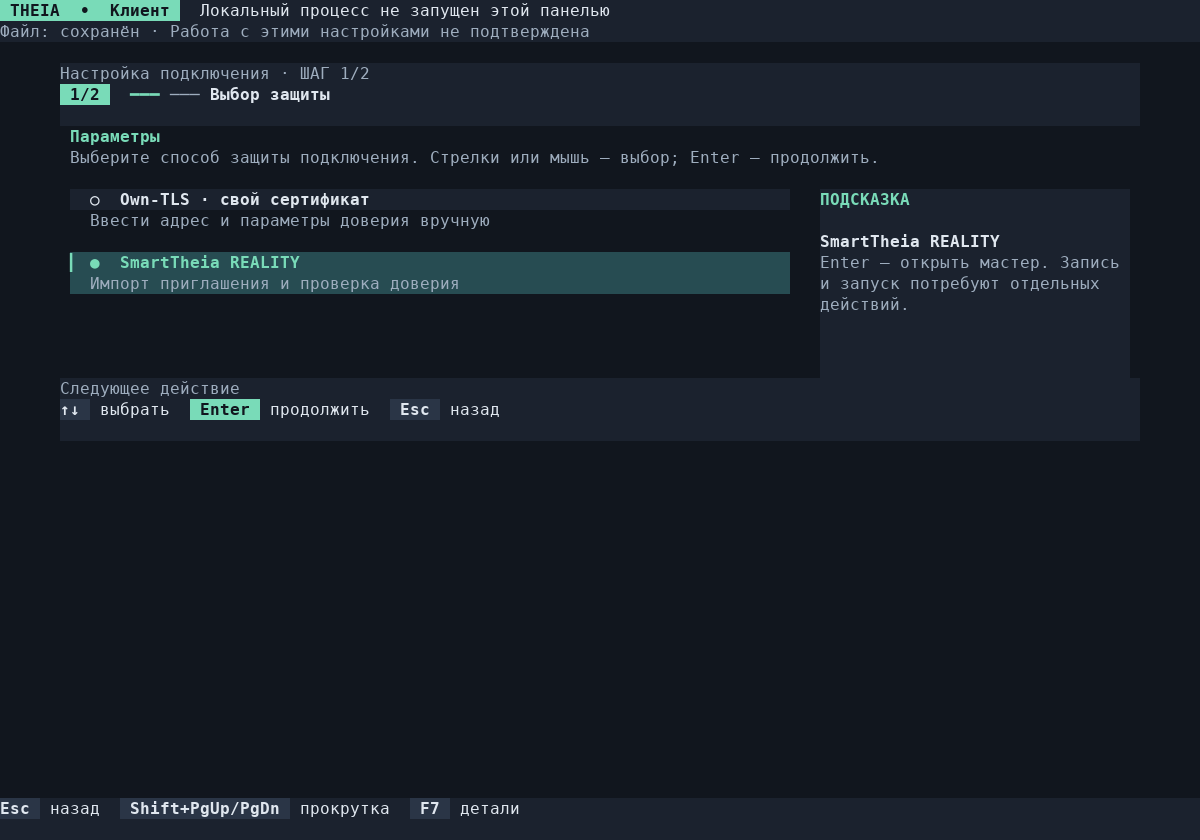 THEIA • Клиент Локальный процесс не запущен этой панелью
Файл: сохранён · Работа с этими настройками не подтверждена
Настройка подключения · ШАГ 1/2
1/2 ━━━ ─── Выбор защиты
Параметры
Выберите способ защиты подключения. Стрелки или мышь — выбор; Enter — продолжить.
○ Own-TLS · свой сертификат
Ввести адрес и параметры доверия вручную
● SmartTheia REALITY
Импорт приглашения и проверка доверия
ПОДСКАЗКА
SmartTheia REALITY
Enter — открыть мастер. Запись
и запуск потребуют отдельных
действий.
Следующее действие
↑↓ выбрать Enter продолжить Esc назад
Esc назад Shift+PgUp/PgDn прокрутка F7 детали